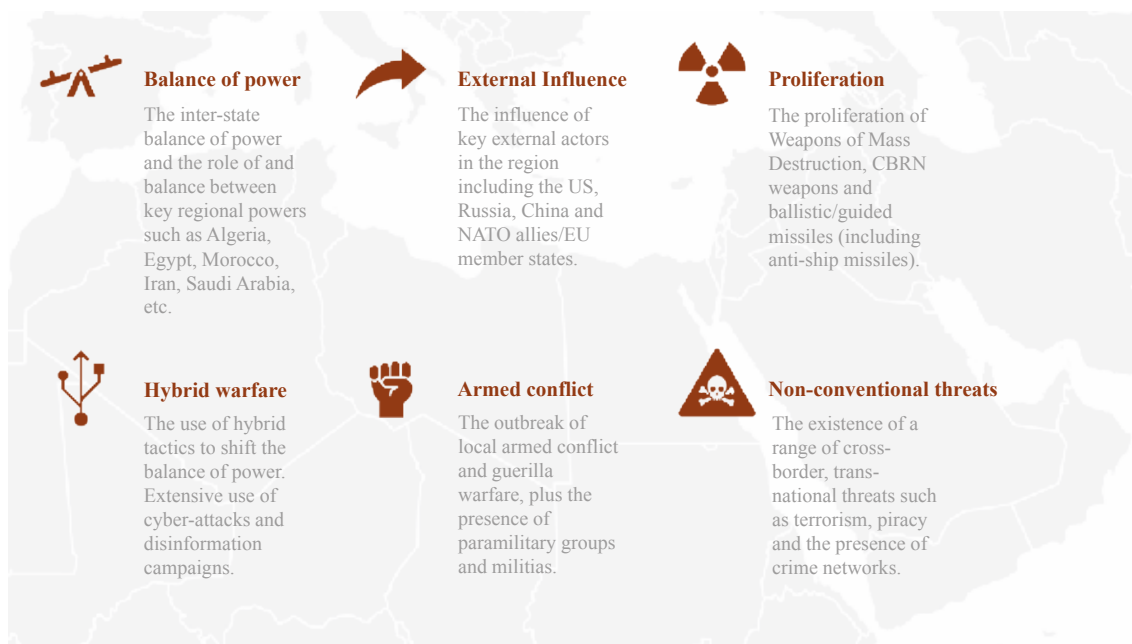 Balance of power
The inter-state
balance of power
and the role of and
balance between
key regional powers
such as Algeria,
Egypt, Morocco,
Iran, Saudi Arabia,
etc.
External Influence
The influence of
key external actors
in the region
including the US,
Russia, China and
NATO allies/EU
member states.
Proliferation
The proliferation of
Weapons of Mass
Destruction, CBRN
weapons and
ballistic/guided
missiles (including
anti-ship missiles).
Hybrid warfare
The use of hybrid
tactics to shift the
balance of power.
Extensive use of
cyber-attacks and
disinformation
campaigns.
Armed conflict
The outbreak of
local armed conflict
and guerilla
warfare, plus the
presence of
paramilitary groups
and militias.
Non-conventional threats
The existence of a
range of cross-
border, trans-
national threats such
as terrorism, piracy
and the presence of
crime networks.